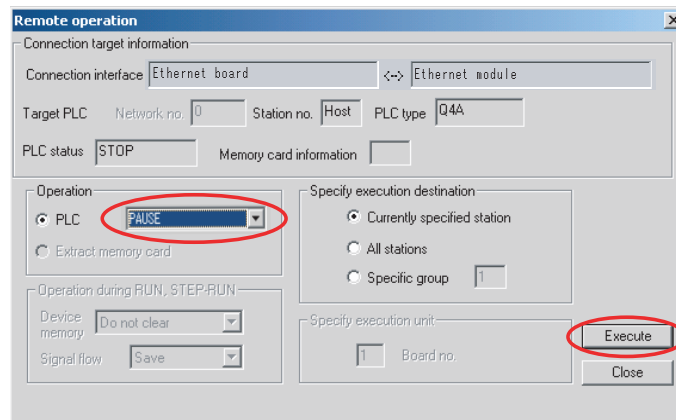 Remote operation
Connection target information
Connection interface Ethernet board <--> Ethernet module
Target PLC Network no. 0 Station no. Host PLC type Q4A
PLC status STOP Memory card information
Operation
PLC PAUSE
Extract memory card
Operation during RUN, STEP-RUN
Device memory Do not clear
Signal flow Save
Specify execution destination
Currently specified station
All stations
Specific group 1
Specify execution unit
1 Board no.
Execute
Close